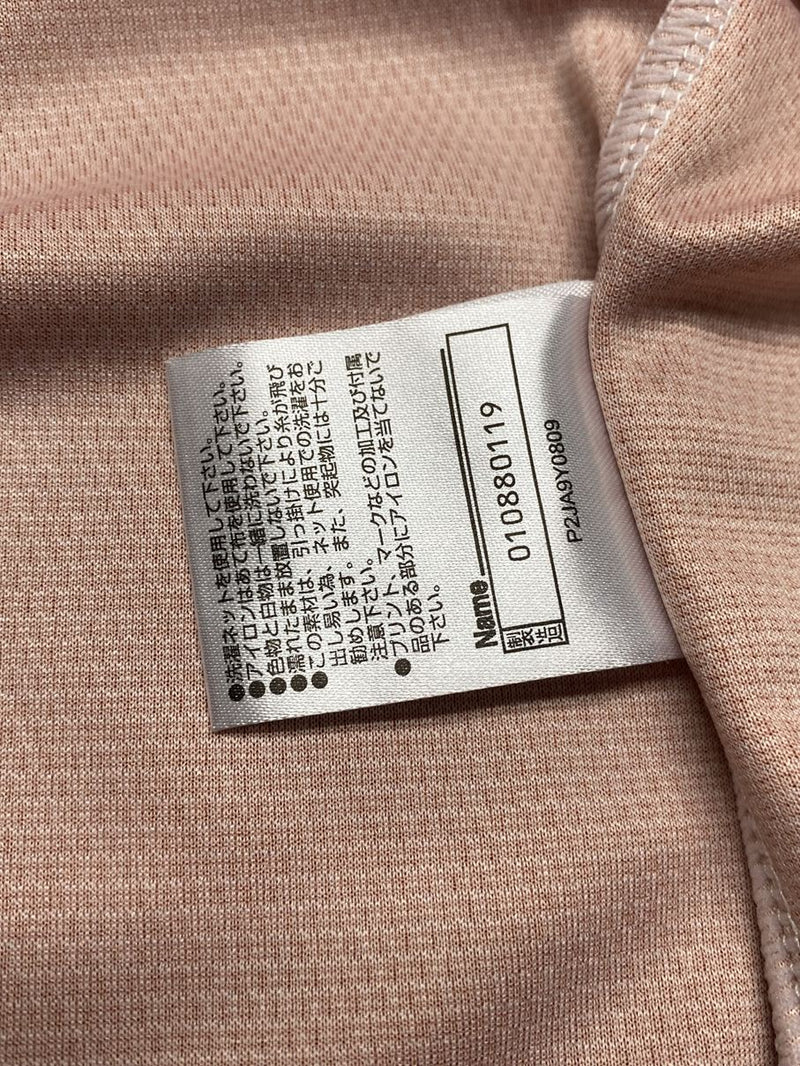 ●洗濯ネットを使用して下さい。
●アイロンはあて布を使用して下さい。
●色物と白物は一緒に洗わないで下さい。
●濡れたまま放置しないで下さい。
●この素材は、引っ掛けにより糸が飛び
出し易い為、ネット使用での洗濯をお
勧めします。また、突起物には十分ご
注意下さい。
●プリント、マークなどの加工及び付属
品のある部分にアイロンを当てないで
下さい。
Name
製造 010880119
P2JA9Y0809